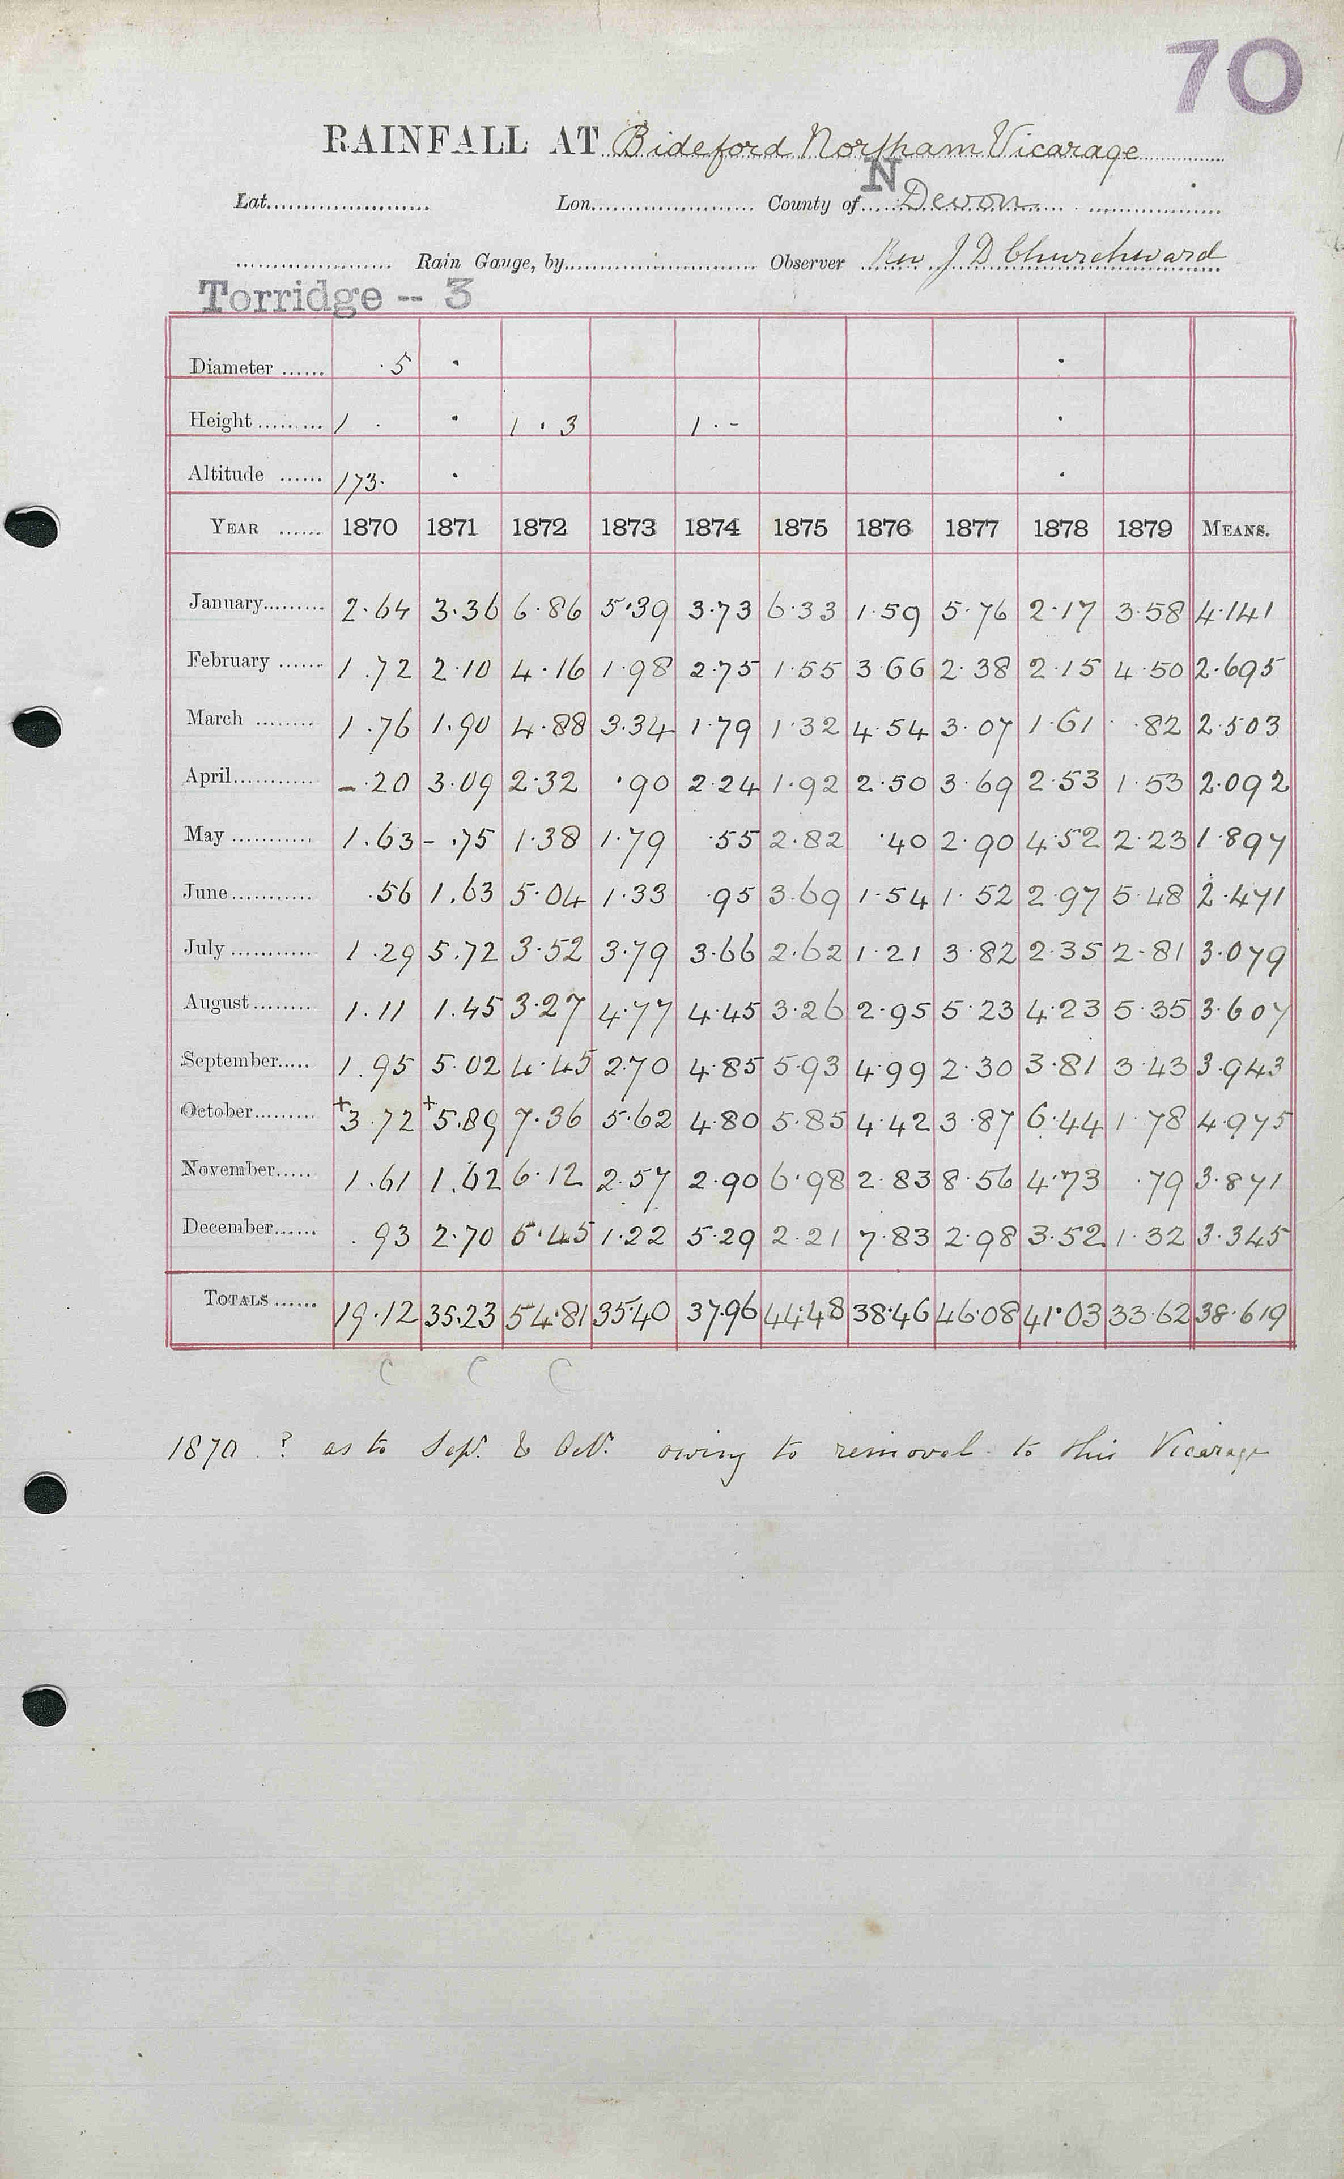 70
RAINFALL AT Bideford Northam Vicarage
Lat. Lon. County of N Devon
Rain Gauge, by Observer Rev J D Churchward
Torridge -- 3
Diameter ...... 5
Height ......... 1 . 1 . 3 1 . -
Altitude ...... 173.
YEAR ...... 1870 1871 1872 1873 1874 1875 1876 1877 1878 1879 MEANS.
January......... 2.64 3.36 6.86 5.39 3.73 6.33 1.59 5.76 2.17 3.58 4.141
February ...... 1.72 2.10 4.16 1.98 2.75 1.55 3.66 2.38 2.15 4.50 2.695
March ........ 1.76 1.90 4.88 3.34 1.79 1.32 4.54 3.07 1.61 .82 2.503
April............ -.20 3.09 2.32 .90 2.24 1.92 2.50 3.69 2.53 1.53 2.092
May ............ 1.63 -.75 1.38 1.79 .55 2.82 .40 2.90 4.52 2.23 1.897
June............ .56 1.63 5.04 1.33 .95 3.69 1.54 1.52 2.97 5.48 2.471
July ............ 1.29 5.72 3.52 3.79 3.66 2.62 1.21 3.82 2.35 2.81 3.079
August......... 1.11 1.45 3.27 4.77 4.45 3.26 2.95 5.23 4.23 5.35 3.607
September..... 1.95 5.02 4.45 2.70 4.85 5.93 4.99 2.30 3.81 3.43 3.943
October......... +3.72 +5.89 7.36 5.62 4.80 5.85 4.42 3.87 6.44 1.78 4.975
November..... 1.61 1.62 6.12 2.57 2.90 6.98 2.83 8.56 4.73 .79 3.871
December...... .93 2.70 5.45 1.22 5.29 2.21 7.83 2.98 3.52 1.32 3.345
TOTALS ...... 19.12 35.23 54.81 35.40 37.96 44.48 38.46 46.08 41.03 33.62 38.619
C C C
1870 . ? as to Sept. & Oct. owing to removal to this Vicarage